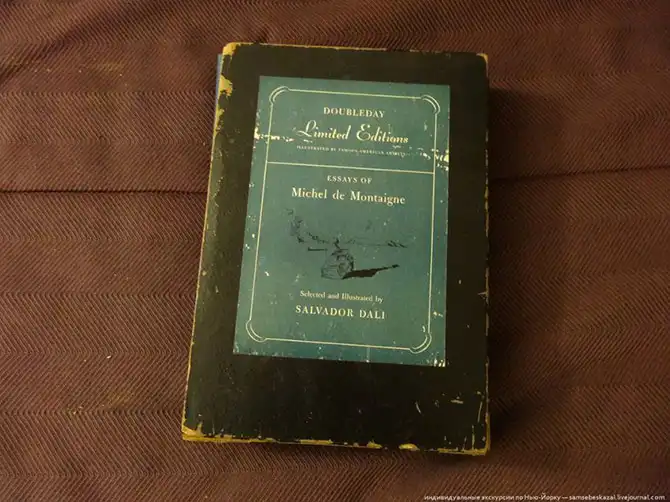 DOUBLEDAY
Limited Editions
ILLUSTRATED BY FAMOUS AMERICAN ARTISTS
ESSAYS OF
Michel de Montaigne
Selected and Illustrated by
SALVADOR DALI
индивидуальные экскурсии по Нью-Йорку — samsebeskazal.livejournal.com